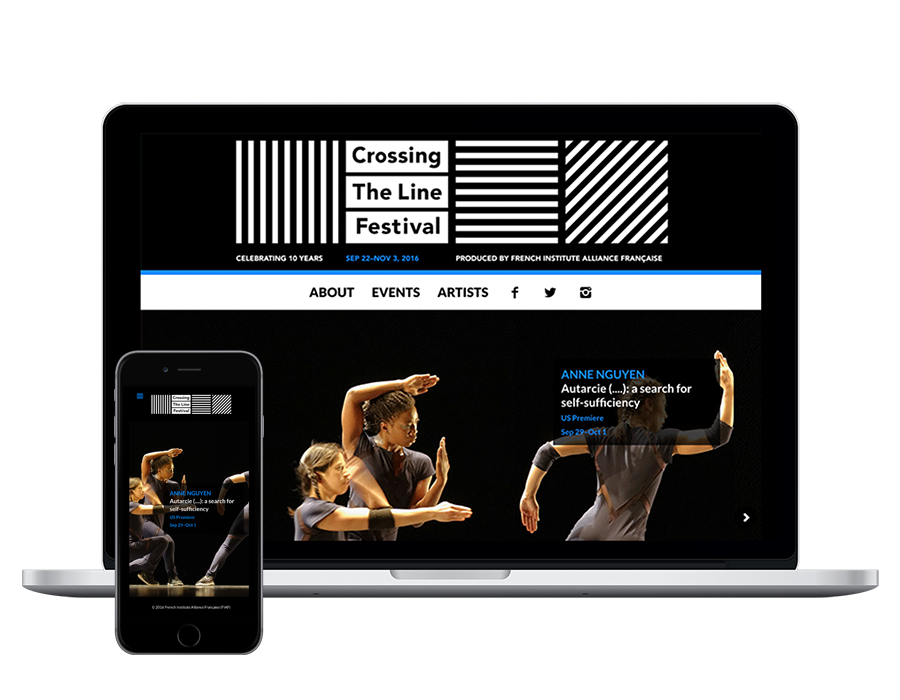 Crossing
The Line
Festival
CELEBRATING 10 YEARS
SEP 22–NOV 3, 2016
PRODUCED BY FRENCH INSTITUTE ALLIANCE FRANÇAISE
ABOUT
EVENTS
ARTISTS
ANNE NGUYEN
Autarcie (....): a search for
self-sufficiency
US Premiere
Sep 29–Oct 1
Crossing
The Line
Festival
ANNE NGUYEN
Autarcie (....): a search for
self-sufficiency
US Premiere
Sep 29–Oct 1
© 2016 French Institute Alliance Française (FIAF)